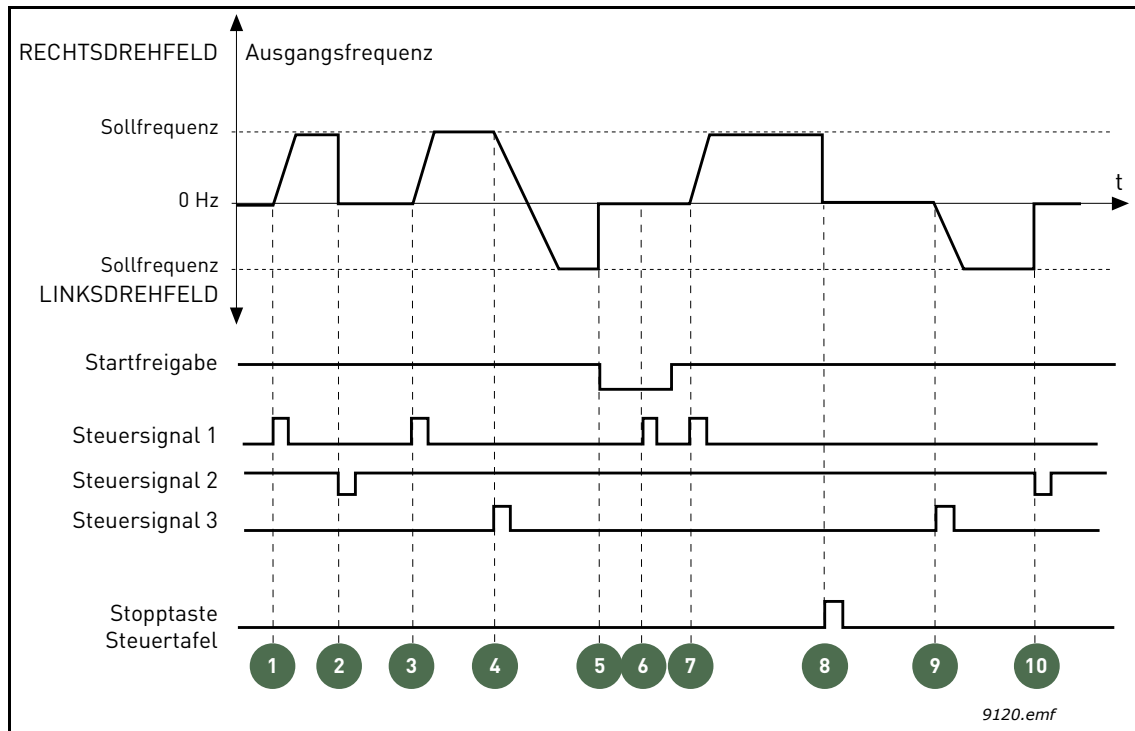 RECHTSDREHFELD
Ausgangsfrequenz
Sollfrequenz
t
0 Hz
Sollfrequenz
LINKSDREHFELD
Startfreigabe
Steuersignal 1
Steuersignal 2
Steuersignal 3
Stopptaste
Steuertafel
1 2 3 4 5 6 7 8 9 10
9120.emf